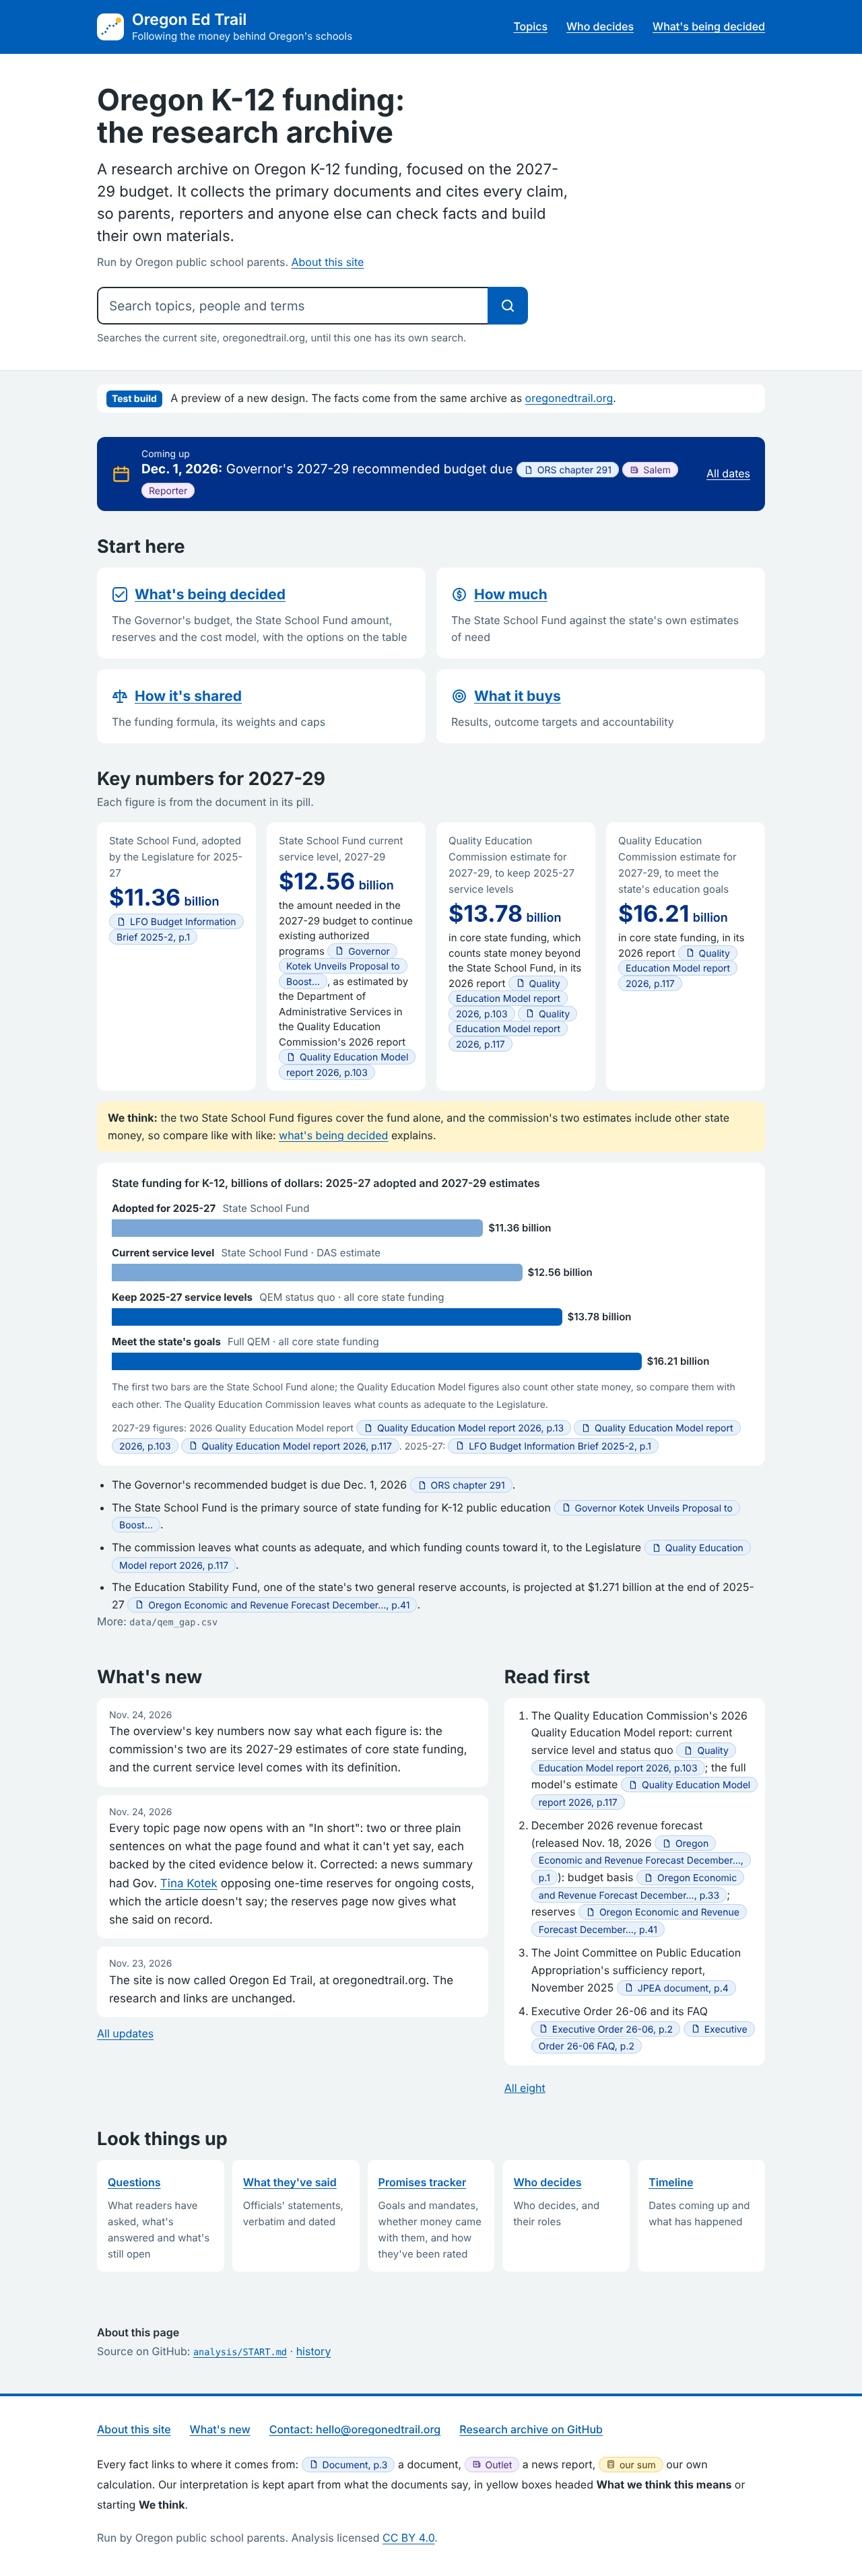 Oregon Ed Trail
Following the money behind Oregon's schools
Topics
Who decides
What's being decided
Oregon K-12 funding:
the research archive
A research archive on Oregon K-12 funding, focused on the 2027-
29 budget. It collects the primary documents and cites every claim,
so parents, reporters and anyone else can check facts and build
their own materials.
Run by Oregon public school parents. About this site
Search topics, people and terms
Searches the current site, oregonedtrail.org, until this one has its own search.
Test build A preview of a new design. The facts come from the same archive as oregonedtrail.org.
Coming up
Dec. 1, 2026: Governor's 2027-29 recommended budget due ORS chapter 291 Salem
Reporter
All dates
Start here
What's being decided
The Governor's budget, the State School Fund amount,
reserves and the cost model, with the options on the table
How much
The State School Fund against the state's own estimates
of need
How it's shared
The funding formula, its weights and caps
What it buys
Results, outcome targets and accountability
Key numbers for 2027-29
Each figure is from the document in its pill.
State School Fund, adopted
by the Legislature for 2025-
27
$11.36 billion
LFO Budget Information
Brief 2025-2, p.1
State School Fund current
service level, 2027-29
$12.56 billion
the amount needed in the
2027-29 budget to continue
existing authorized
programs Governor
Kotek Unveils Proposal to
Boost… , as estimated by
the Department of
Administrative Services in
the Quality Education
Commission's 2026 report
Quality Education Model
report 2026, p.103
Quality Education
Commission estimate for
2027-29, to keep 2025-27
service levels
$13.78 billion
in core state funding, which
counts state money beyond
the State School Fund, in its
2026 report Quality
Education Model report
2026, p.103 Quality
Education Model report
2026, p.117
Quality Education
Commission estimate for
2027-29, to meet the
state's education goals
$16.21 billion
in core state funding, in its
2026 report Quality
Education Model report
2026, p.117
We think: the two State School Fund figures cover the fund alone, and the commission's two estimates include other state
money, so compare like with like: what's being decided explains.
State funding for K-12, billions of dollars: 2025-27 adopted and 2027-29 estimates
Adopted for 2025-27 State School Fund
$11.36 billion
Current service level State School Fund · DAS estimate
$12.56 billion
Keep 2025-27 service levels QEM status quo · all core state funding
$13.78 billion
Meet the state's goals Full QEM · all core state funding
$16.21 billion
The first two bars are the State School Fund alone; the Quality Education Model figures also count other state money, so compare them with
each other. The Quality Education Commission leaves what counts as adequate to the Legislature.
2027-29 figures: 2026 Quality Education Model report Quality Education Model report 2026, p.13 Quality Education Model report
2026, p.103 Quality Education Model report 2026, p.117 . 2025-27: LFO Budget Information Brief 2025-2, p.1
• The Governor's recommended budget is due Dec. 1, 2026 ORS chapter 291 .
• The State School Fund is the primary source of state funding for K-12 public education Governor Kotek Unveils Proposal to
Boost… .
• The commission leaves what counts as adequate, and which funding counts toward it, to the Legislature Quality Education
Model report 2026, p.117 .
• The Education Stability Fund, one of the state's two general reserve accounts, is projected at $1.271 billion at the end of 2025-
27 Oregon Economic and Revenue Forecast December…, p.41 .
More: data/qem_gap.csv
What's new
Nov. 24, 2026
The overview's key numbers now say what each figure is: the
commission's two are its 2027-29 estimates of core state funding,
and the current service level comes with its definition.
Nov. 24, 2026
Every topic page now opens with an "In short": two or three plain
sentences on what the page found and what it can't yet say, each
backed by the cited evidence below it. Corrected: a news summary
had Gov. Tina Kotek opposing one-time reserves for ongoing costs,
which the article doesn't say; the reserves page now gives what
she said on record.
Nov. 23, 2026
The site is now called Oregon Ed Trail, at oregonedtrail.org. The
research and links are unchanged.
All updates
Read first
1. The Quality Education Commission's 2026
Quality Education Model report: current
service level and status quo Quality
Education Model report 2026, p.103 ; the full
model's estimate Quality Education Model
report 2026, p.117
2. December 2026 revenue forecast
(released Nov. 18, 2026 Oregon
Economic and Revenue Forecast December…,
p.1 ): budget basis Oregon Economic
and Revenue Forecast December…, p.33 ;
reserves Oregon Economic and Revenue
Forecast December…, p.41
3. The Joint Committee on Public Education
Appropriation's sufficiency report,
November 2025 JPEA document, p.4
4. Executive Order 26-06 and its FAQ
Executive Order 26-06, p.2 Executive
Order 26-06 FAQ, p.2
All eight
Look things up
Questions
What readers have
asked, what's
answered and what's
still open
What they've said
Officials' statements,
verbatim and dated
Promises tracker
Goals and mandates,
whether money came
with them, and how
they've been rated
Who decides
Who decides, and
their roles
Timeline
Dates coming up and
what has happened
About this page
Source on GitHub: analysis/START.md · history
About this site
What's new
Contact: hello@oregonedtrail.org
Research archive on GitHub
Every fact links to where it comes from: Document, p.3 a document, Outlet a news report, our sum our own
calculation. Our interpretation is kept apart from what the documents say, in yellow boxes headed What we think this means or
starting We think.
Run by Oregon public school parents. Analysis licensed CC BY 4.0.